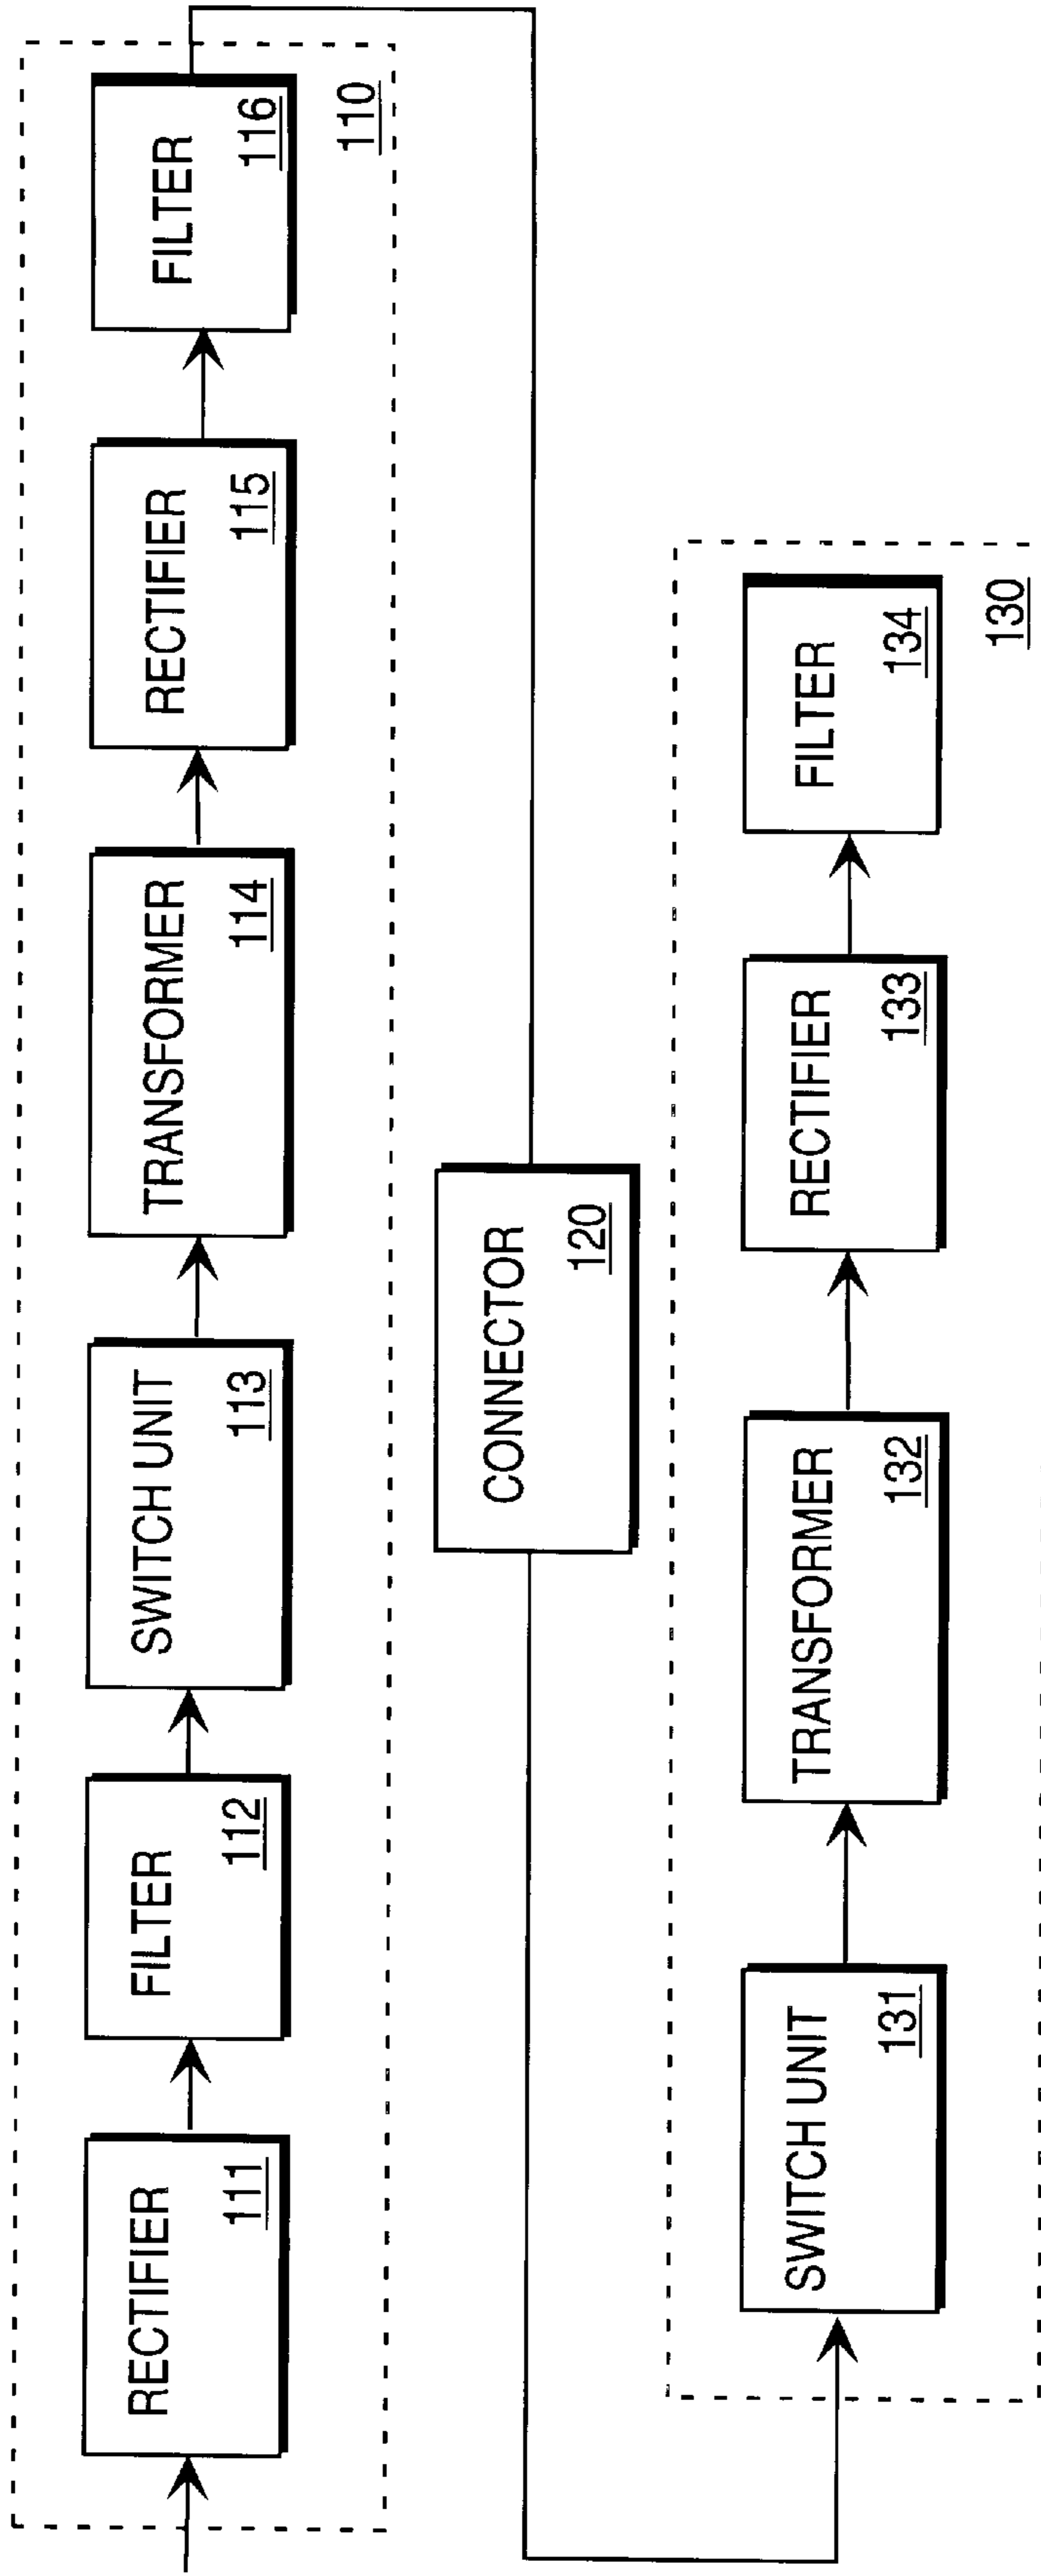 RECTIFIER
111
FILTER
112
SWITCH UNIT
113
TRANSFORMER
114
RECTIFIER
115
FILTER
116
110
CONNECTOR
120
SWITCH UNIT
131
TRANSFORMER
132
RECTIFIER
133
FILTER
134
130